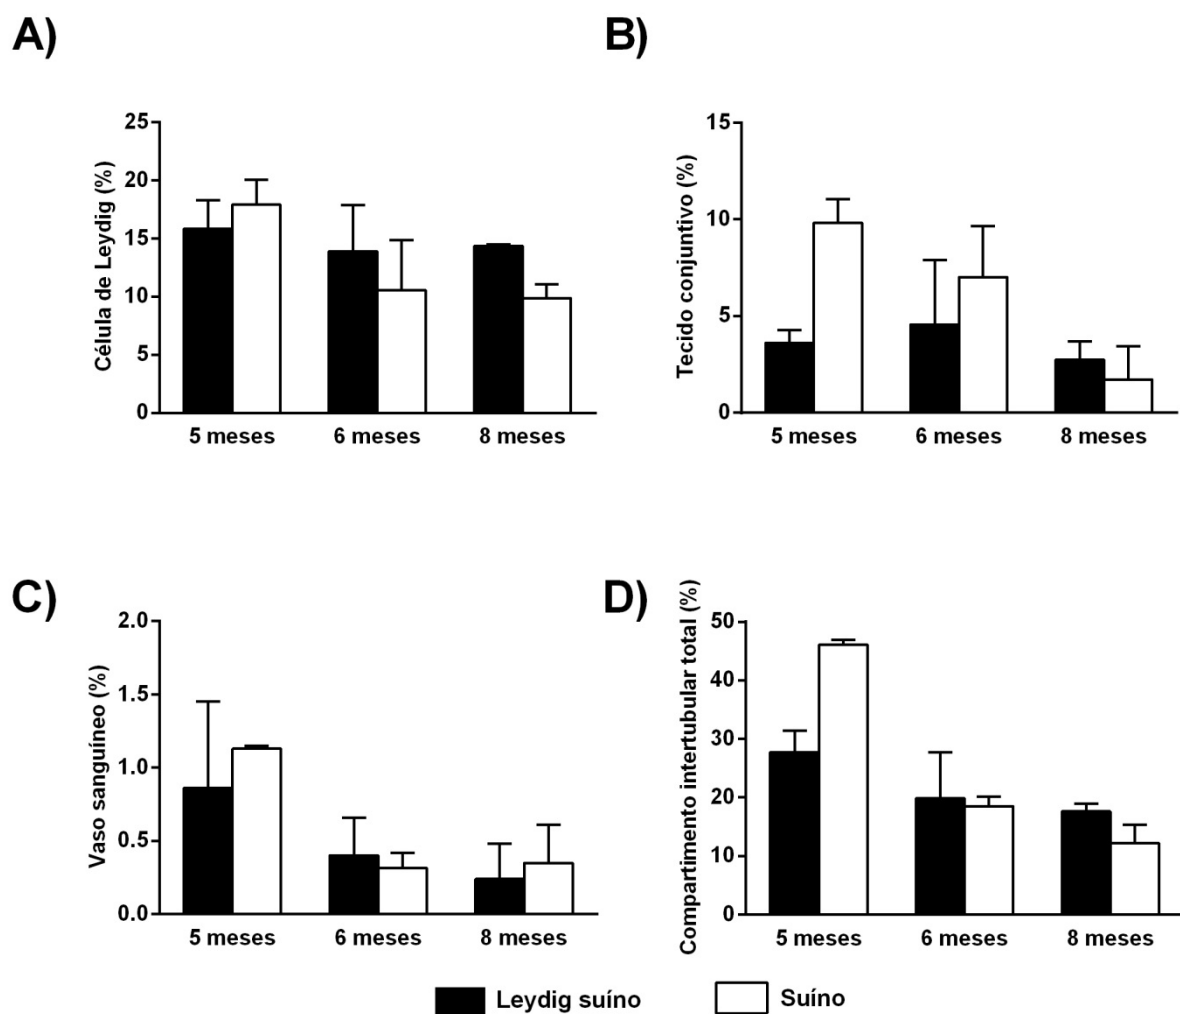 A)
Célula de Leydig (%)
25
20
15
10
5
0
5 meses 6 meses 8 meses
B)
Tecido conjuntivo (%)
15
10
5
0
5 meses 6 meses 8 meses
C)
Vaso sanguíneo (%)
2.0
1.5
1.0
0.5
0.0
5 meses 6 meses 8 meses
D)
Compartimento intertubular total (%)
50
40
30
20
10
0
5 meses 6 meses 8 meses
Leydig suíno Suíno